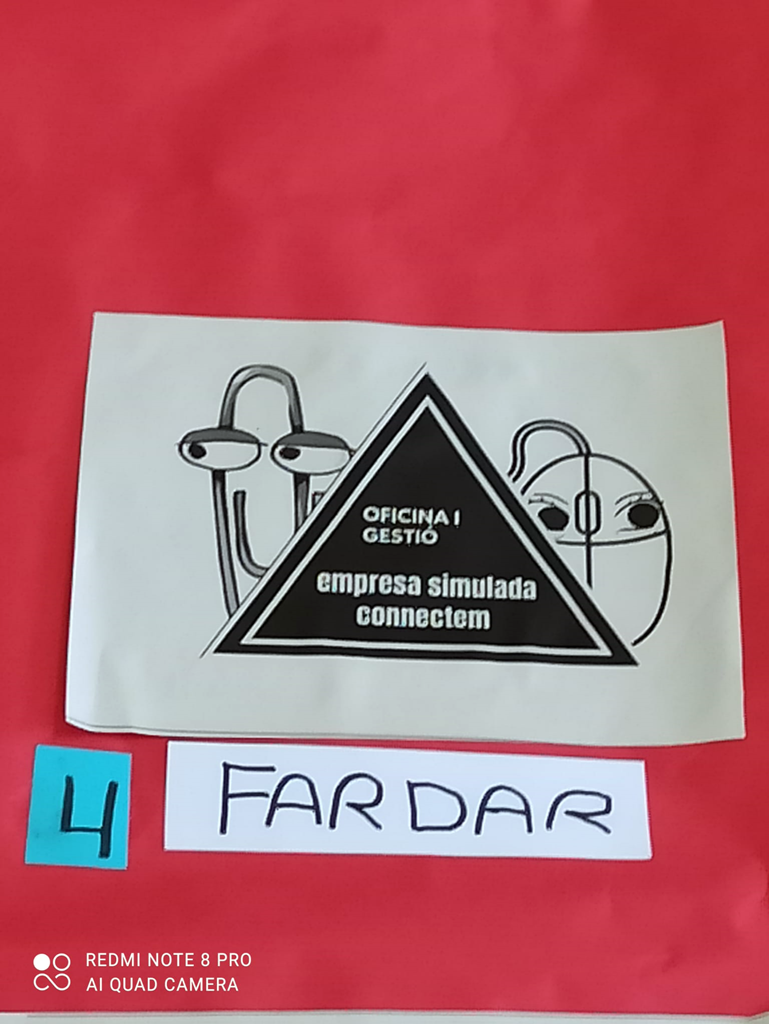 OFICINA I
GESTIÓ
empresa simulada
connectem
4 FARDAR
REDMI NOTE 8 PRO
AI QUAD CAMERA